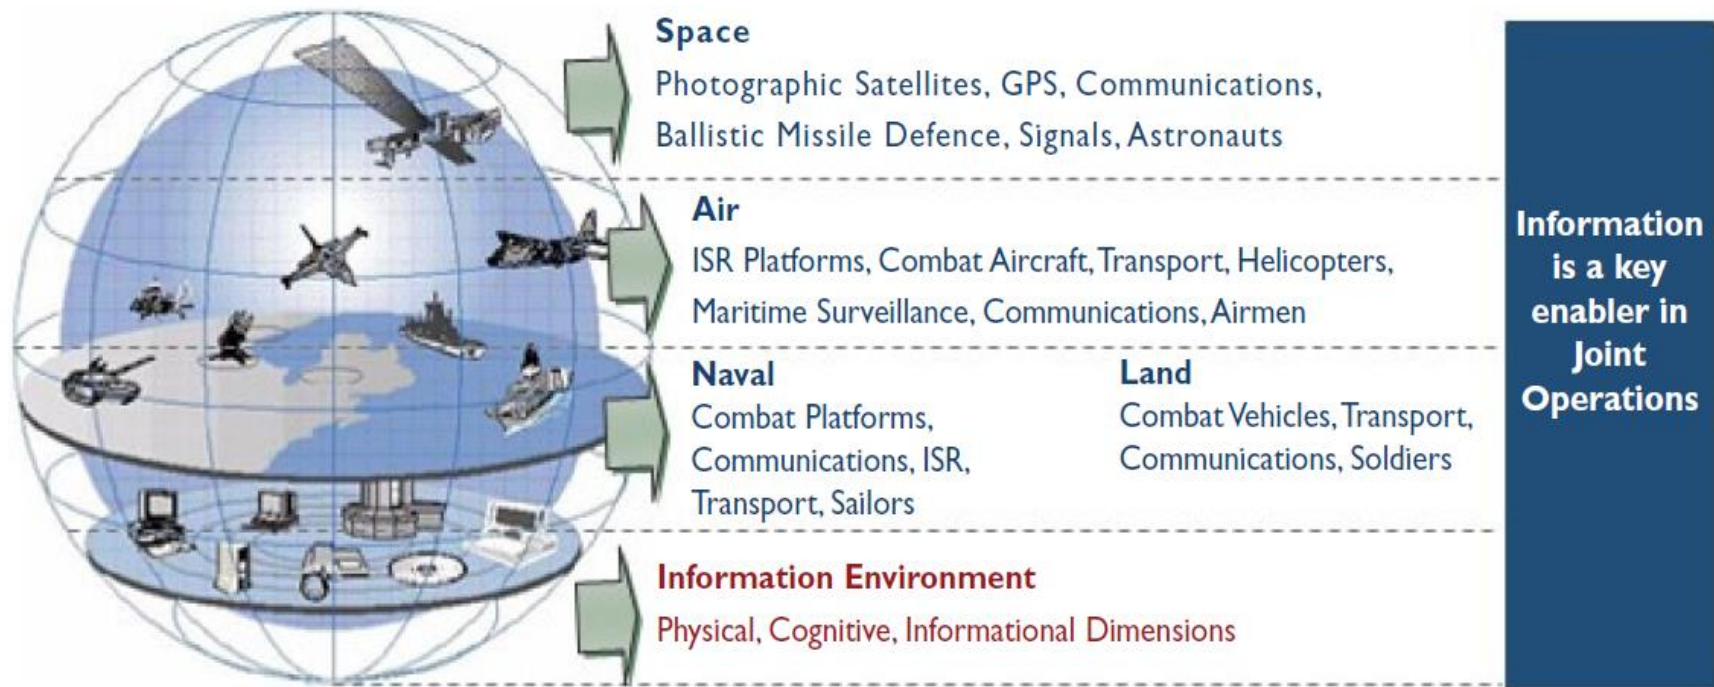 Space
Photographic Satellites, GPS, Communications,
Ballistic Missile Defence, Signals, Astronauts
Air
ISR Platforms, Combat Aircraft, Transport, Helicopters,
Maritime Surveillance, Communications, Airmen
Naval
Combat Platforms,
Communications, ISR,
Transport, Sailors
Land
Combat Vehicles, Transport,
Communications, Soldiers
Information Environment
Physical, Cognitive, Informational Dimensions
Information
is a key
enabler in
Joint
Operations